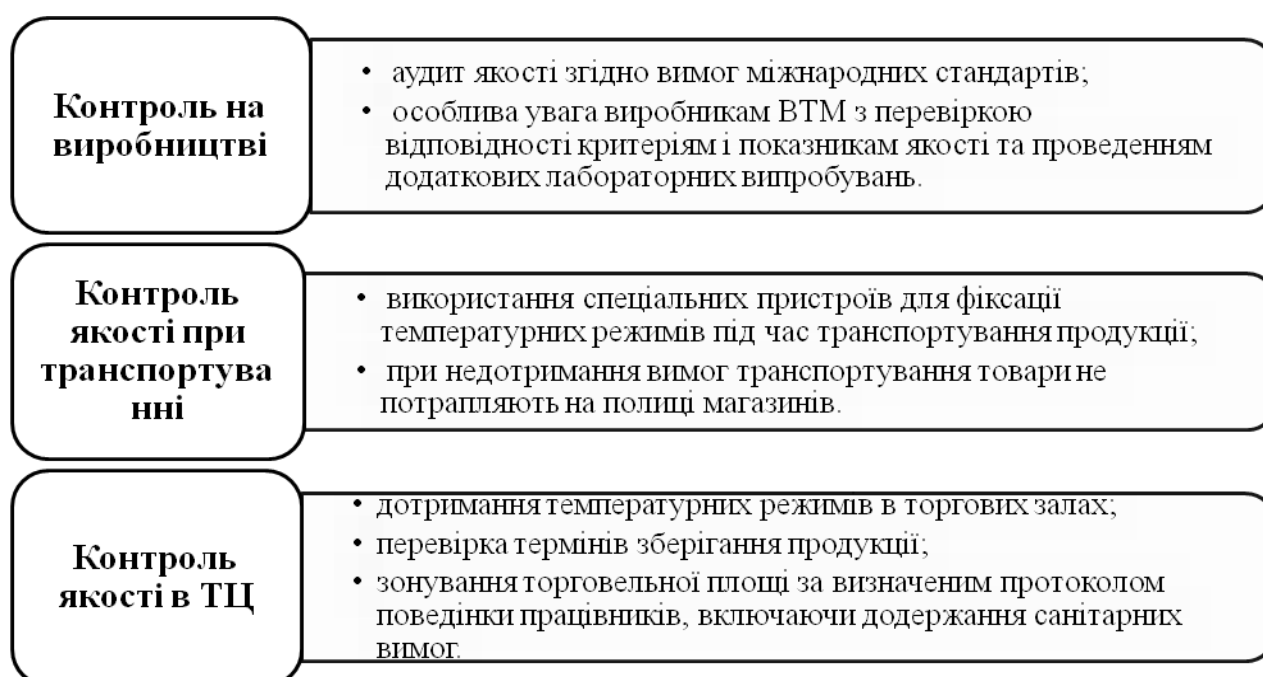 Контроль на
виробництві
• аудит якості згідно вимог міжнародних стандартів;
• особлива увага виробникам ВТМ з перевіркою
відповідності критеріям і показникам якості та проведенням
додаткових лабораторних випробувань.
Контроль
якості при
транспортува
нні
• використання спеціальних пристроїв для фіксації
температурних режимів під час транспортування продукції;
• при недотримання вимог транспортування товари не
потрапляють на полиці магазинів.
Контроль
якості в ТЦ
• дотримання температурних режимів в торгових залах;
• перевірка термінів зберігання продукції;
• зонування торговельної площі за визначеним протоколом
поведінки працівників, включаючи додержання санітарних
вимог.